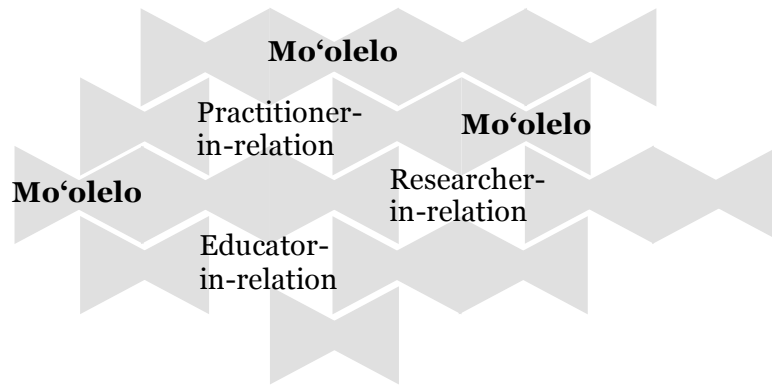 Mo‘olelo
Practitioner-
in-relation
Mo‘olelo
Mo‘olelo
Researcher-
in-relation
Educator-
in-relation